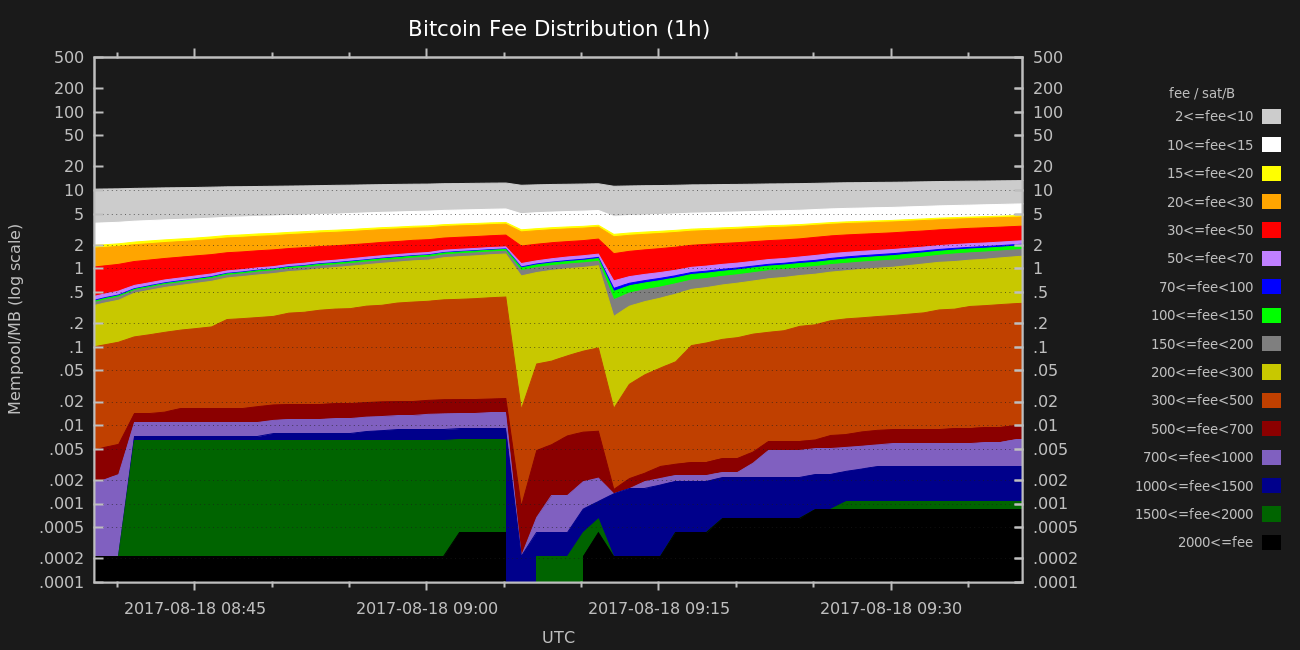 Bitcoin Fee Distribution (1h)
500
200
100
50
20
10
5
2
1
.5
.2
.1
.05
.02
.01
.005
.002
.001
.0005
.0002
.0001
Mempool/MB (log scale)
500
200
100
50
20
10
5
2
1
.5
.2
.1
.05
.02
.01
.005
.002
.001
.0005
.0002
.0001
2017-08-18 08:45
2017-08-18 09:00
2017-08-18 09:15
2017-08-18 09:30
UTC
fee / sat/B
2<=fee<10
10<=fee<15
15<=fee<20
20<=fee<30
30<=fee<50
50<=fee<70
70<=fee<100
100<=fee<150
150<=fee<200
200<=fee<300
300<=fee<500
500<=fee<700
700<=fee<1000
1000<=fee<1500
1500<=fee<2000
2000<=fee